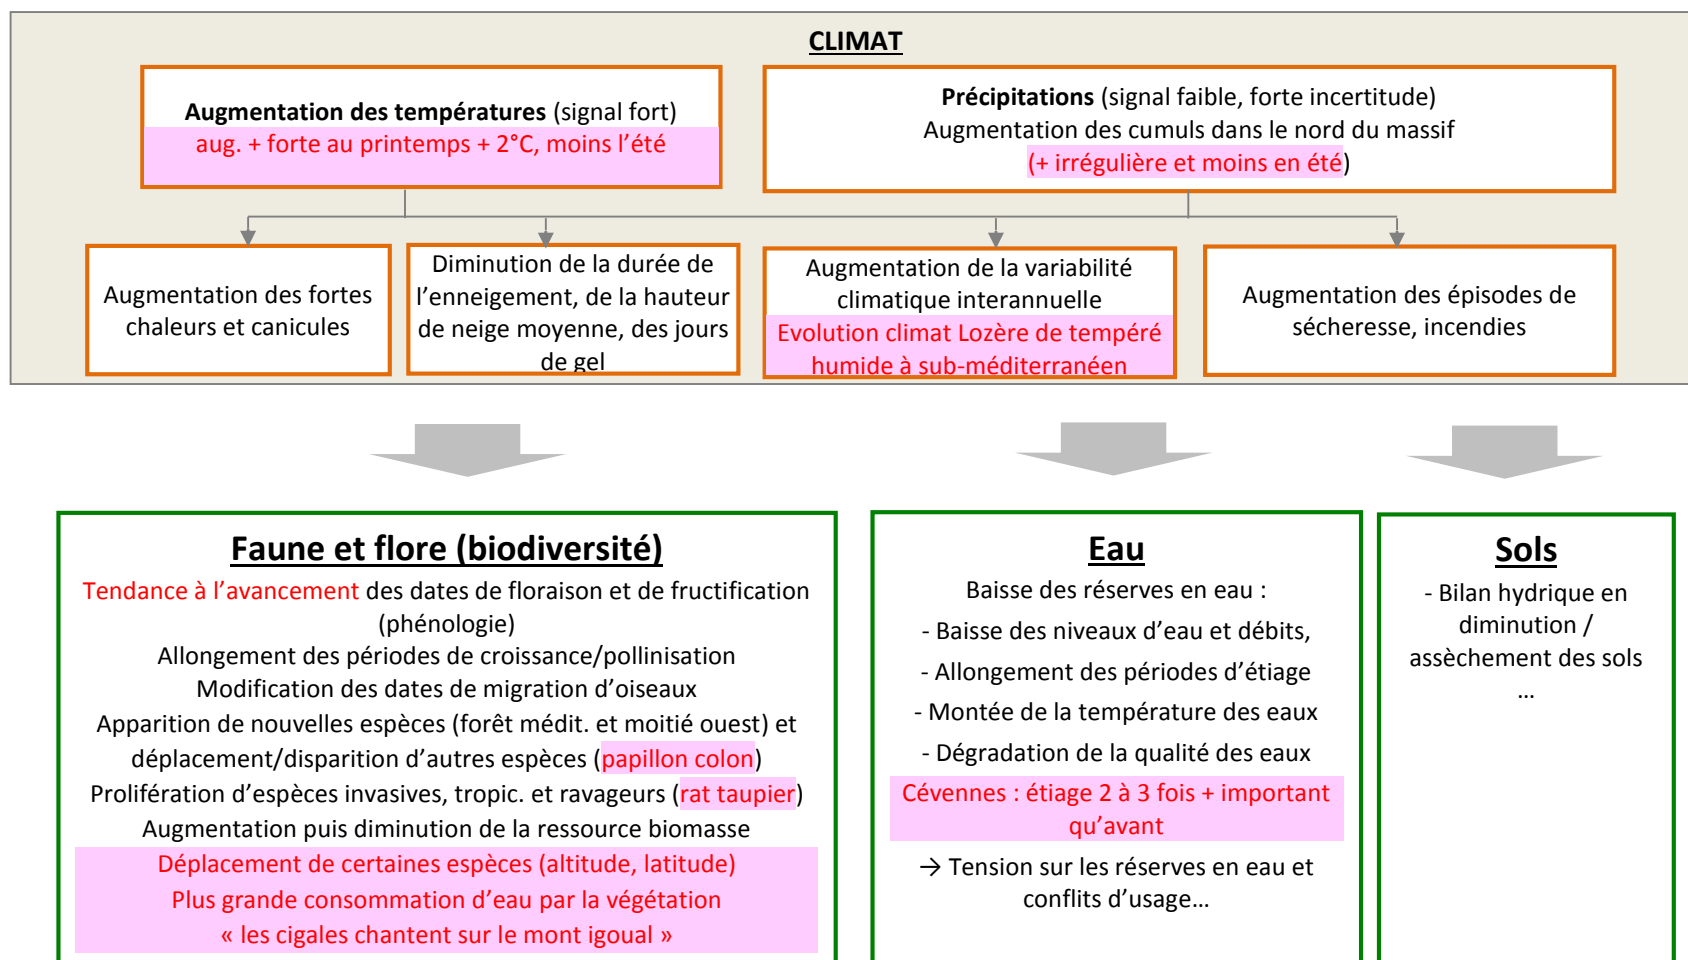 CLIMAT
Augmentation des températures (signal fort)
aug. + forte au printemps + 2°C, moins l’été
Précipitations (signal faible, forte incertitude)
Augmentation des cumuls dans le nord du massif
(+ irrégulière et moins en été)
Augmentation des fortes
chaleurs et canicules
Diminution de la durée de
l’enneigement, de la hauteur
de neige moyenne, des jours
de gel
Augmentation de la variabilité
climatique interannuelle
Evolution climat Lozère de tempéré
humide à sub-méditerranéen
Augmentation des épisodes de
sécheresse, incendies
Faune et flore (biodiversité)
Tendance à l’avancement des dates de floraison et de fructification
(phénologie)
Allongement des périodes de croissance/pollinisation
Modification des dates de migration d’oiseaux
Apparition de nouvelles espèces (forêt médit. et moitié ouest) et
déplacement/disparition d’autres espèces (papillon colon)
Prolifération d’espèces invasives, tropic. et ravageurs (rat taupier)
Augmentation puis diminution de la ressource biomasse
Déplacement de certaines espèces (altitude, latitude)
Plus grande consommation d’eau par la végétation
« les cigales chantent sur le mont igoual »
Eau
Baisse des réserves en eau :
- Baisse des niveaux d’eau et débits,
- Allongement des périodes d’étiage
- Montée de la température des eaux
- Dégradation de la qualité des eaux
Cévennes : étiage 2 à 3 fois + important
qu’avant
→ Tension sur les réserves en eau et
conflits d’usage…
Sols
- Bilan hydrique en
diminution /
assèchement des sols
…